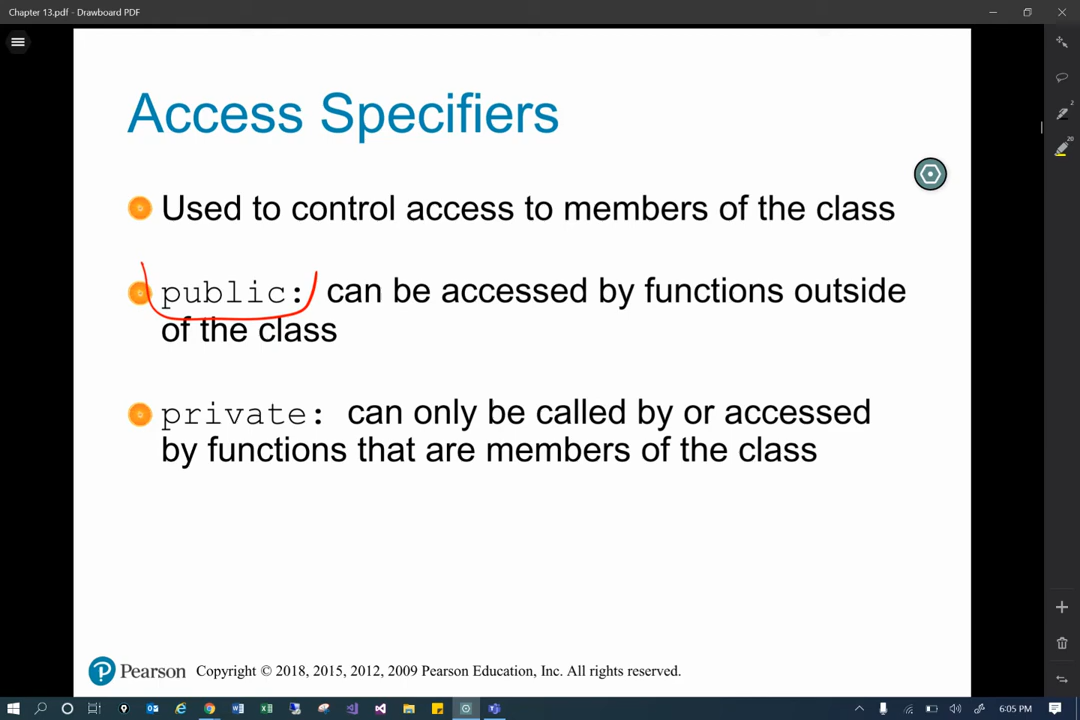 Chapter 13.pdf - Drawboard PDF
Access Specifiers
Used to control access to members of the class
public: can be accessed by functions outside
of the class
private: can only be called by or accessed
by functions that are members of the class
Pearson Copyright © 2018, 2015, 2012, 2009 Pearson Education, Inc. All rights reserved.
2
20
6:05 PM